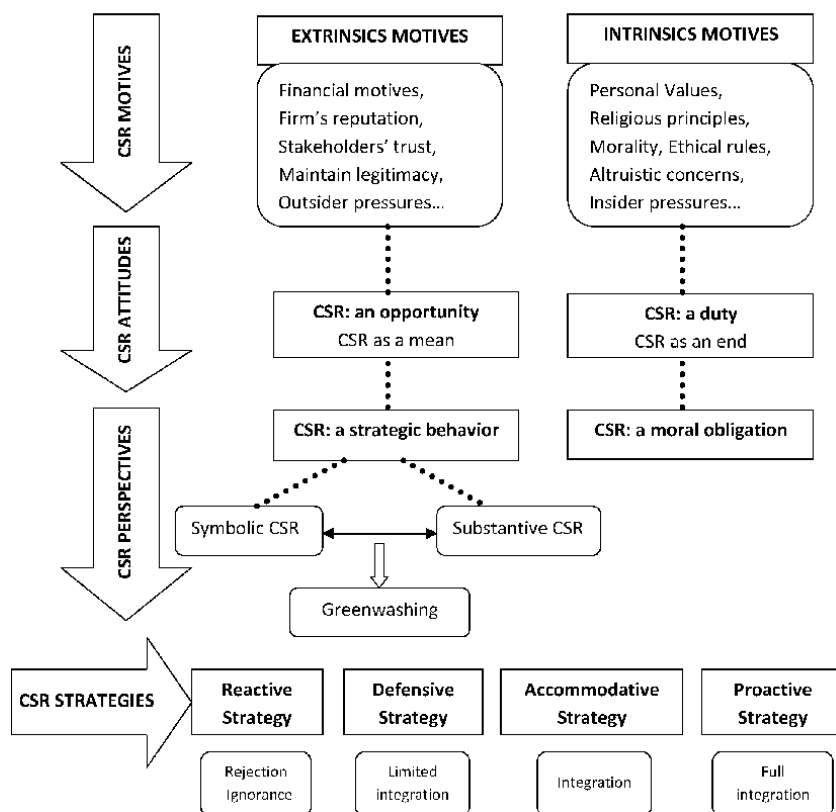 CSR MOTIVES
EXTRINSICS MOTIVES
Financial motives,
Firm's reputation,
Stakeholders' trust,
Maintain legitimacy,
Outsider pressures...
INTRINSICS MOTIVES
Personal Values,
Religious principles,
Morality, Ethical rules,
Altruistic concerns,
Insider pressures...
CSR ATTITUDES
CSR: an opportunity
CSR as a mean
CSR: a duty
CSR as an end
CSR PERSPECTIVES
CSR: a strategic behavior
CSR: a moral obligation
Symbolic CSR
Substantive CSR
Greenwashing
CSR STRATEGIES
Reactive
Strategy
Defensive
Strategy
Accommodative
Strategy
Proactive
Strategy
Rejection
Ignorance
Limited
integration
Integration
Full
integration